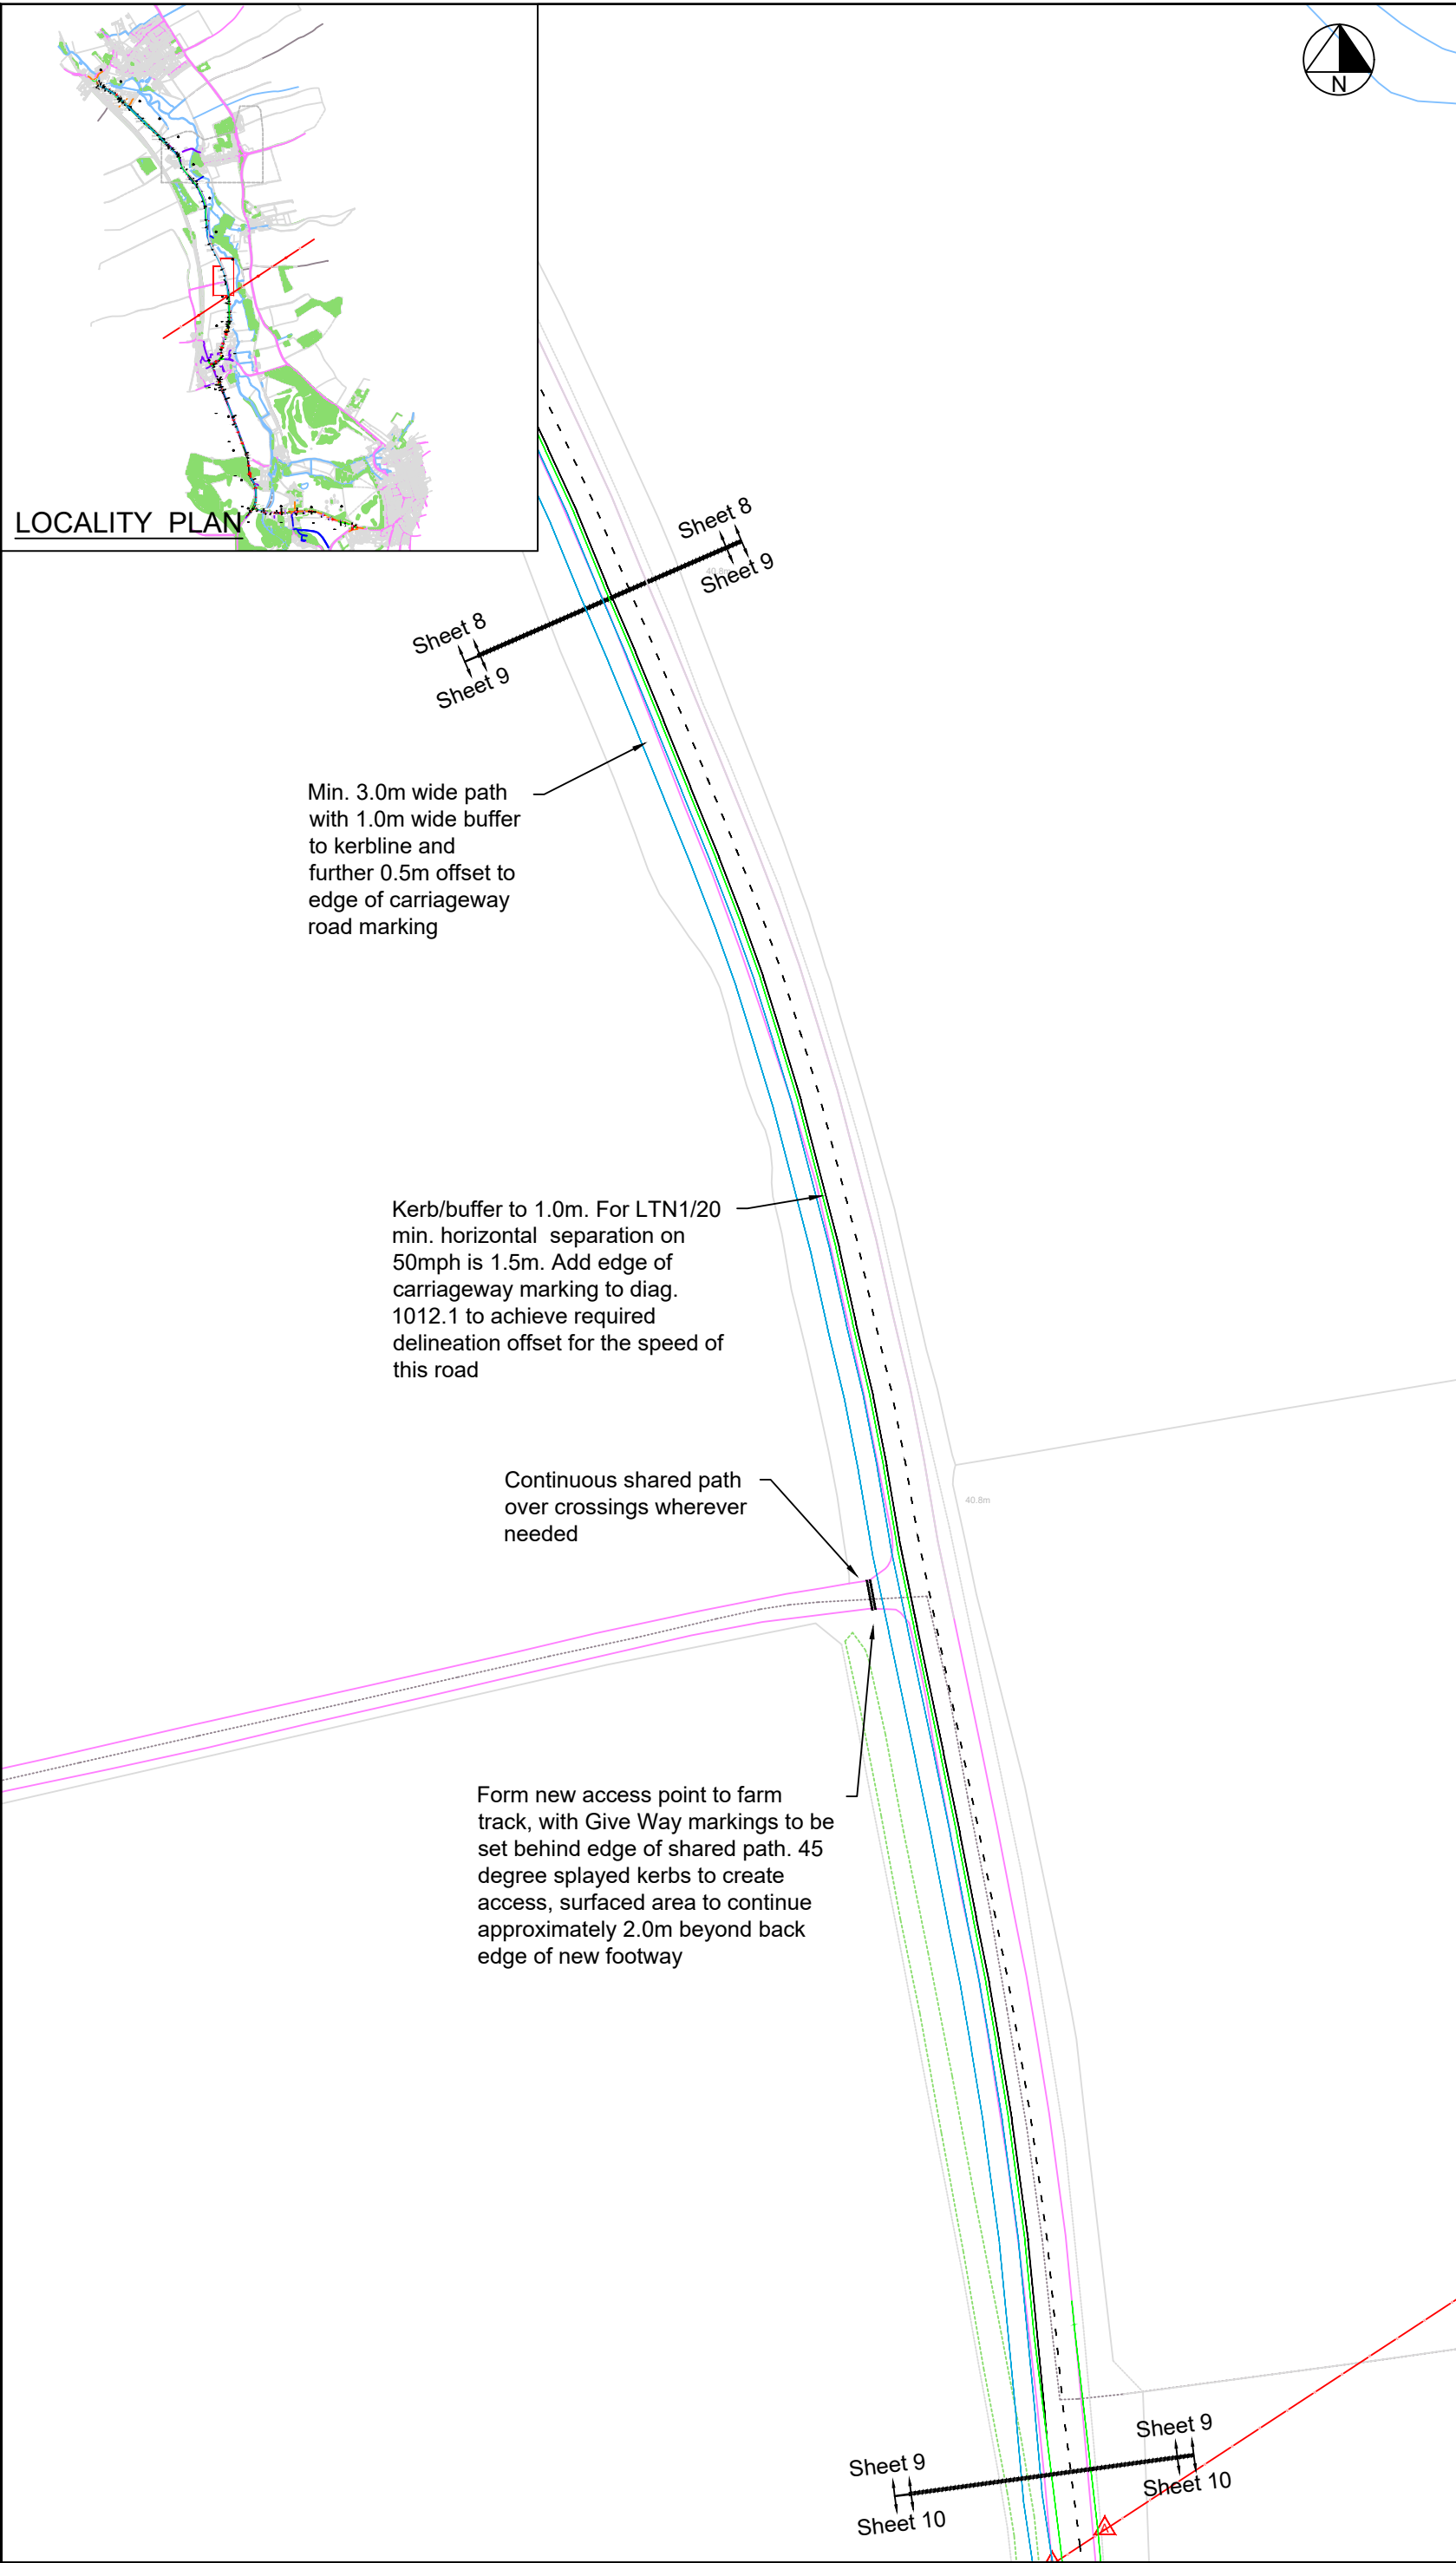 N
LOCALITY PLAN
Sheet 8
40.8m
Sheet 9
Sheet 8
Sheet 9
Min. 3.0m wide path
with 1.0m wide buffer
to kerbline and
further 0.5m offset to
edge of carriageway
road marking
Kerb/buffer to 1.0m. For LTN1/20
min. horizontal separation on
50mph is 1.5m. Add edge of
carriageway marking to diag.
1012.1 to achieve required
delineation offset for the speed of
this road
Continuous shared path
over crossings wherever
needed
40.8m
Form new access point to farm
track, with Give Way markings to be
set behind edge of shared path. 45
degree splayed kerbs to create
access, surfaced area to continue
approximately 2.0m beyond back
edge of new footway
Sheet 9
Sheet 10
Sheet 9
Sheet 10